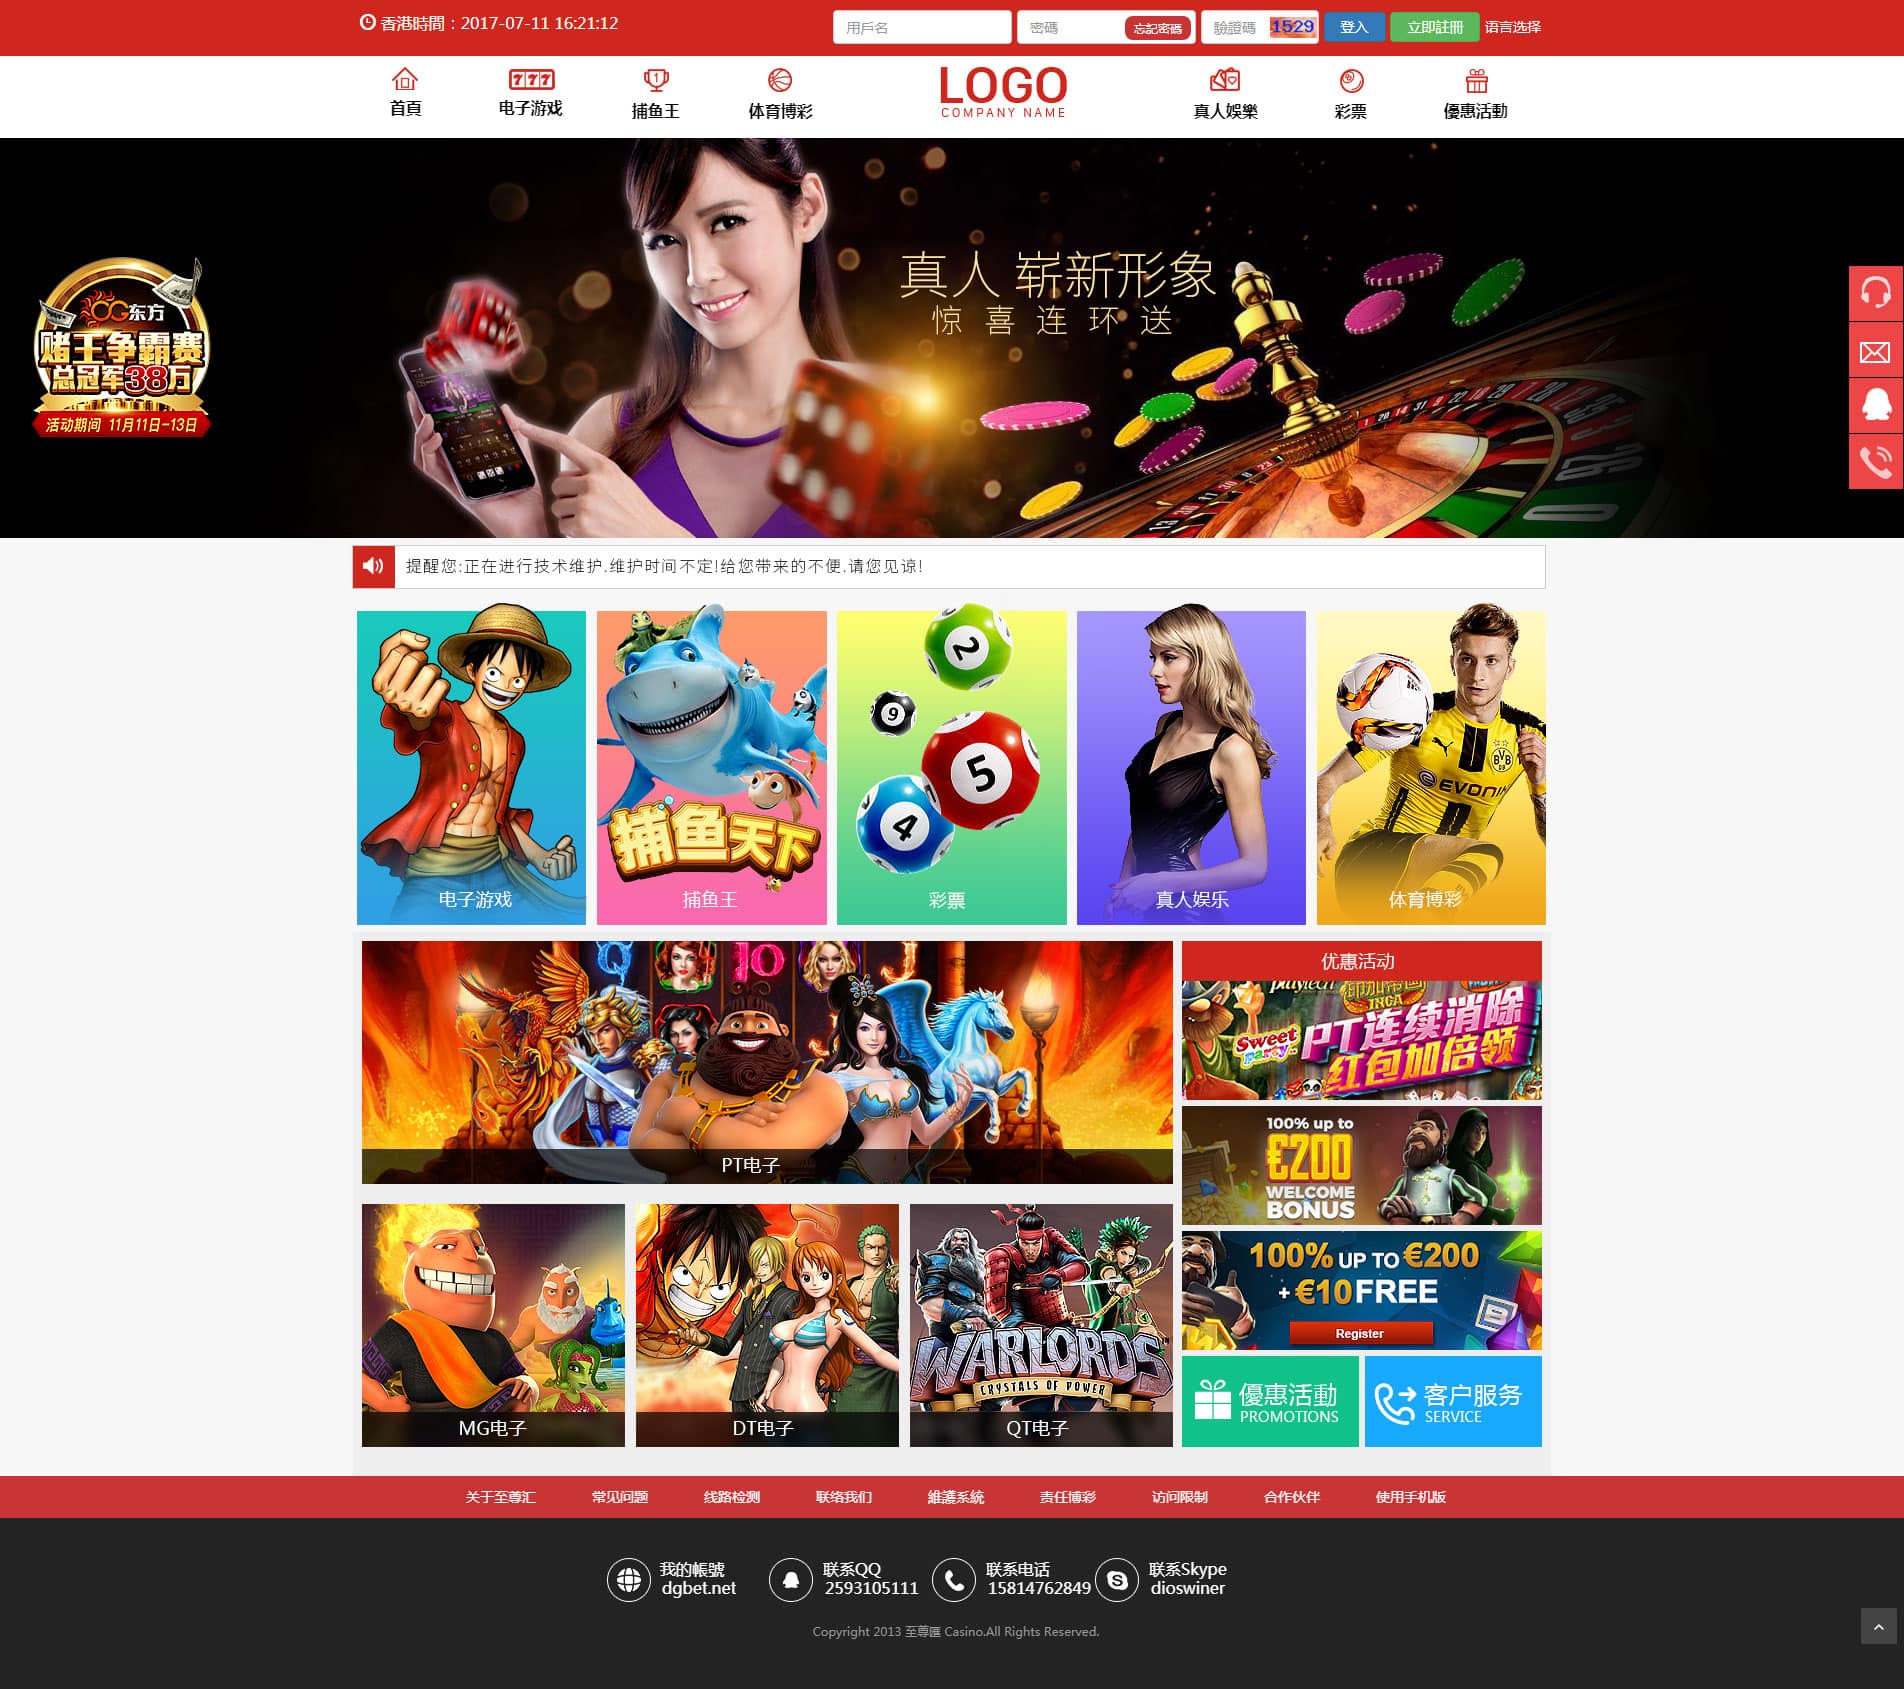 香港時間：2017-07-11 16:21:12
用戶名
密碼
忘記密碼
驗證碼
1529
登入
立即註冊
语言选择
首頁
电子游戏
捕鱼王
体育博彩
LOGO
COMPANY NAME
真人娛樂
彩票
優惠活動
真人 崭新形象
惊喜连环送
OG东方
赌王争霸赛
总冠军38万
活动期间 11月11日-13日
提醒您:正在进行技术维护.维护时间不定!给您带来的不便.请您见谅!
2
9
5
4
捕鱼天下
BVB
09
EVONIK
电子游戏
捕鱼王
彩票
真人娱乐
体育博彩
Q
10
J
PT电子
优惠活动
playtech
INCA
Sweet
party
PT连续消除
红包加倍领
100% up to
€200
WELCOME
BONUS
100% UP TO €200
+ €10 FREE
Register
WARLORDS
CRYSTALS OF POWER
MG电子
DT电子
QT电子
優惠活動
PROMOTIONS
客户服务
SERVICE
关于至尊汇
常见问题
线路检测
联络我们
維護系統
责任博彩
访问限制
合作伙伴
使用手机版
我的帳號
dgbet.net
联系QQ
2593105111
联系电话
15814762849
联系Skype
dioswiner
Copyright 2013 至尊匯 Casino.All Rights Reserved.